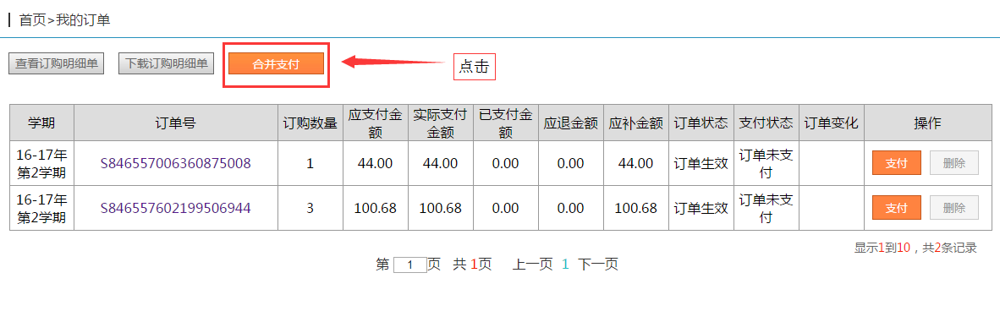 首页>我的订单
查看订购明细单 下载订购明细单 合并支付 点击
学期 订单号 订购数量 应支付金额 实际支付金额 已支付金额 应退金额 应补金额 订单状态 支付状态 订单变化 操作
16-17年第2学期 S846557006360875008 1 44.00 44.00 0.00 0.00 44.00 订单生效 订单未支付 支付 删除
16-17年第2学期 S846557602199506944 3 100.68 100.68 0.00 0.00 100.68 订单生效 订单未支付 支付 删除
显示1到10，共2条记录
第 1 页 共 1页 上一页 1 下一页